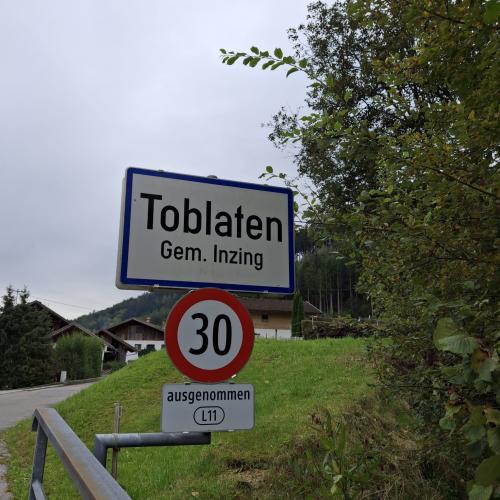 Toblaten
Gem. Inzing
30
ausgenommen
L11